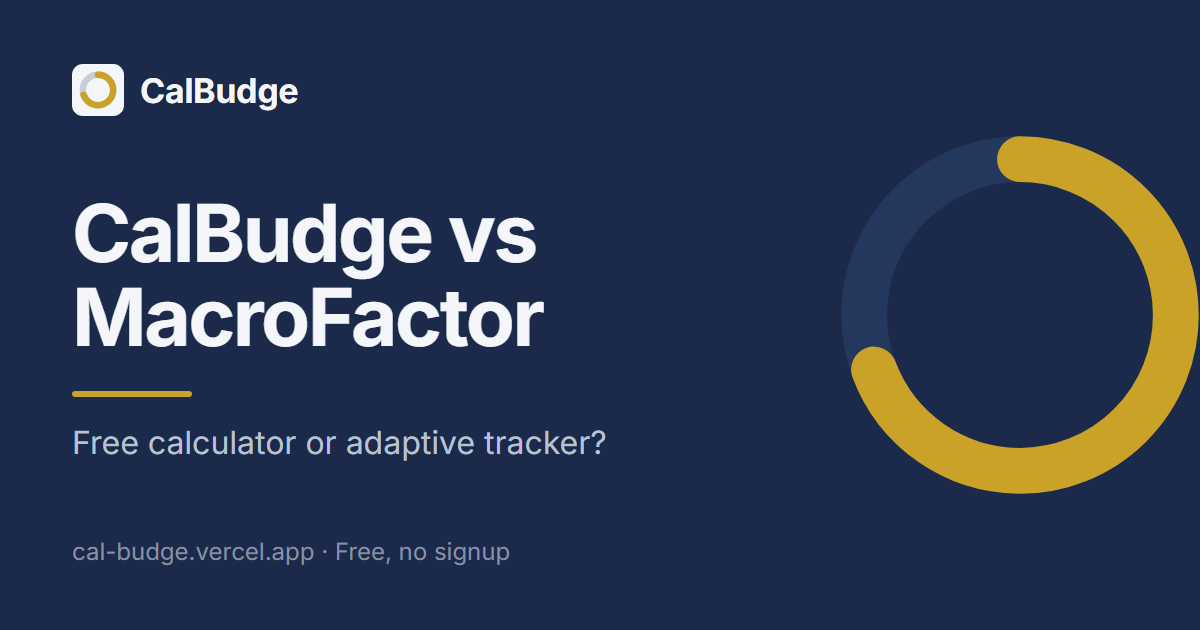 CalBudge
CalBudge vs
MacroFactor
Free calculator or adaptive tracker?
cal-budge.vercel.app · Free, no signup